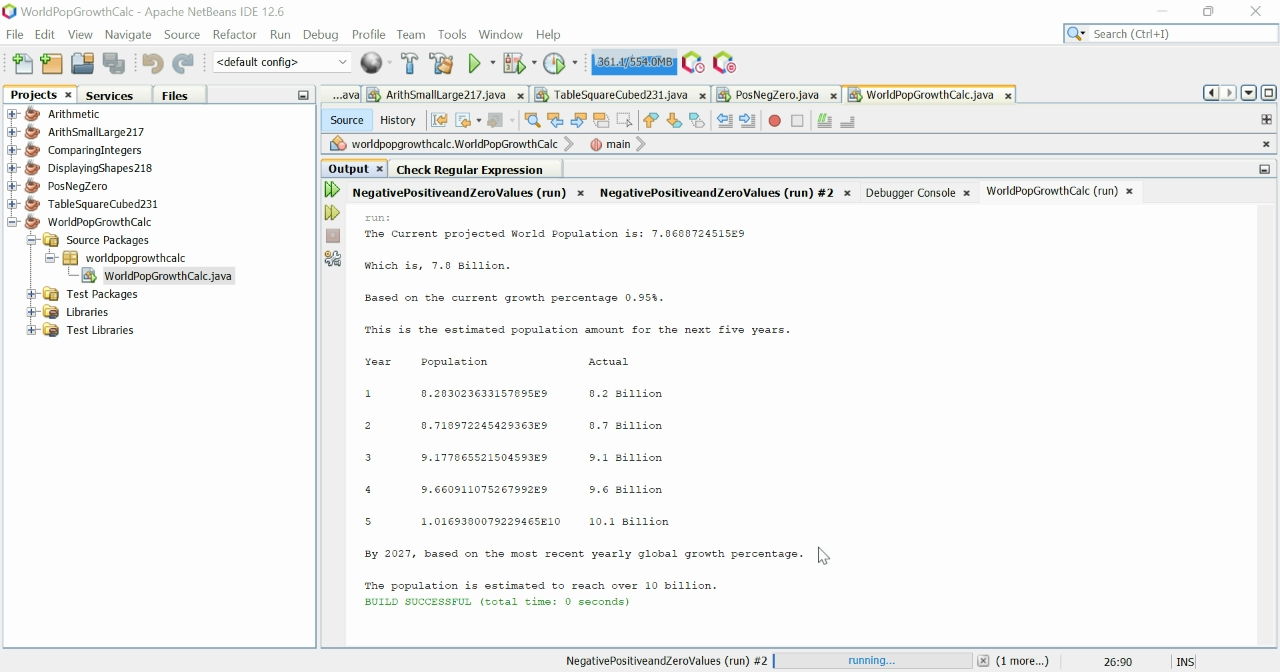 WorldPopGrowthCalc - Apache NetBeans IDE 12.6
File Edit View Navigate Source Refactor Run Debug Profile Team Tools Window Help
Search (Ctrl+I)
<default config>
361.4/554.0MB
Projects Services Files
...ava ArithSmallLarge217.java TableSquareCubed231.java PosNegZero.java WorldPopGrowthCalc.java
Arithmetic
ArithSmallLarge217
ComparingIntegers
DisplayingShapes218
PosNegZero
TableSquareCubed231
WorldPopGrowthCalc
Source Packages
worldpopgrowthcalc
WorldPopGrowthCalc.java
Test Packages
Libraries
Test Libraries
Source History
worldpopgrowthcalc.WorldPopGrowthCalc main
Output Check Regular Expression
NegativePositiveandZeroValues (run) NegativePositiveandZeroValues (run) #2 Debugger Console WorldPopGrowthCalc (run)
run:
The Current projected World Population is: 7.8688724515E9
Which is, 7.8 Billion.
Based on the current growth percentage 0.95%.
This is the estimated population amount for the next five years.
Year Population Actual
1 8.283023633157895E9 8.2 Billion
2 8.718972245429363E9 8.7 Billion
3 9.177865521504593E9 9.1 Billion
4 9.660911075267992E9 9.6 Billion
5 1.0169380079229465E10 10.1 Billion
By 2027, based on the most recent yearly global growth percentage.
The population is estimated to reach over 10 billion.
BUILD SUCCESSFUL (total time: 0 seconds)
NegativePositiveandZeroValues (run) #2 running... (1 more...) 26:90 INS